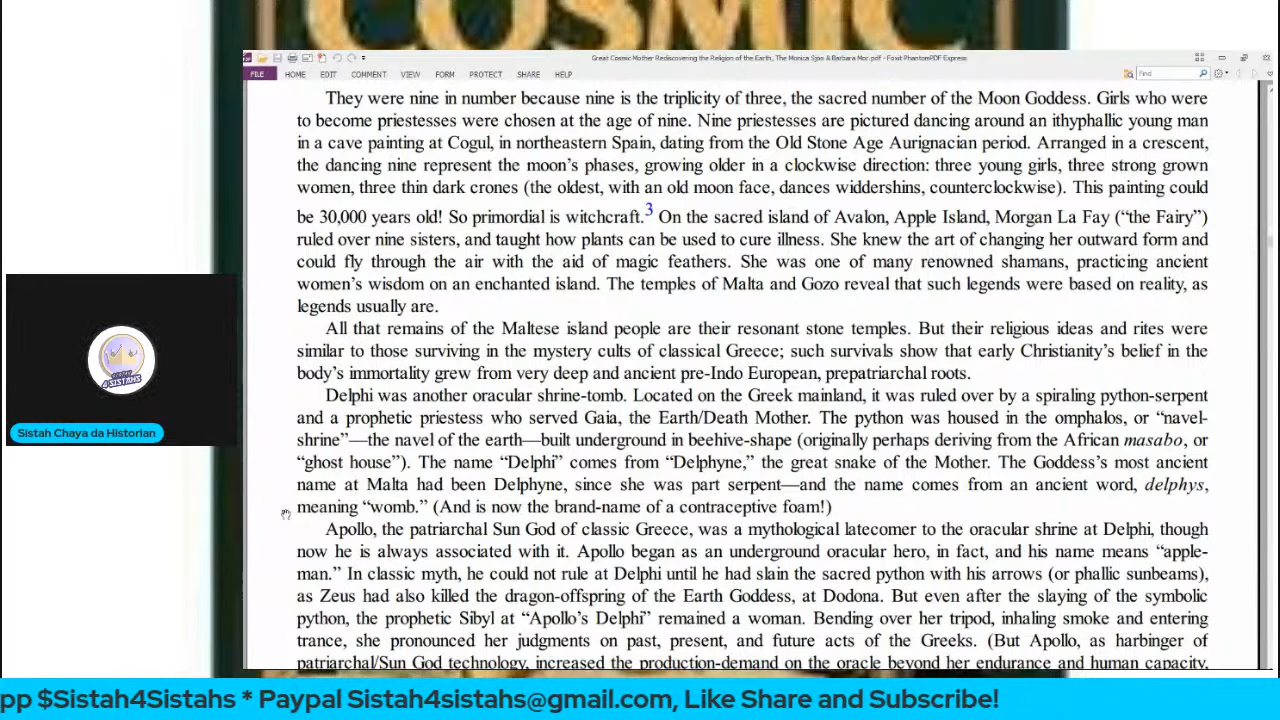 COSMIC
Great Cosmic Mother Rediscovering the Religion of the Earth, The Monica Sjoo & Barbara Mor.pdf - Foxit PhantomPDF Express
FILE HOME EDIT COMMENT VIEW FORM PROTECT SHARE HELP Find
They were nine in number because nine is the triplicity of three, the sacred number of the Moon Goddess. Girls who were
to become priestesses were chosen at the age of nine. Nine priestesses are pictured dancing around an ithyphallic young man
in a cave painting at Cogul, in northeastern Spain, dating from the Old Stone Age Aurignacian period. Arranged in a crescent,
the dancing nine represent the moon’s phases, growing older in a clockwise direction: three young girls, three strong grown
women, three thin dark crones (the oldest, with an old moon face, dances widdershins, counterclockwise). This painting could
be 30,000 years old! So primordial is witchcraft.3 On the sacred island of Avalon, Apple Island, Morgan La Fay (“the Fairy”)
ruled over nine sisters, and taught how plants can be used to cure illness. She knew the art of changing her outward form and
could fly through the air with the aid of magic feathers. She was one of many renowned shamans, practicing ancient
women’s wisdom on an enchanted island. The temples of Malta and Gozo reveal that such legends were based on reality, as
legends usually are.
All that remains of the Maltese island people are their resonant stone temples. But their religious ideas and rites were
similar to those surviving in the mystery cults of classical Greece; such survivals show that early Christianity’s belief in the
body’s immortality grew from very deep and ancient pre-Indo European, prepatriarchal roots.
Delphi was another oracular shrine-tomb. Located on the Greek mainland, it was ruled over by a spiraling python-serpent
and a prophetic priestess who served Gaia, the Earth/Death Mother. The python was housed in the omphalos, or “navel-
shrine”—the navel of the earth—built underground in beehive-shape (originally perhaps deriving from the African masabo, or
“ghost house”). The name “Delphi” comes from “Delphyne,” the great snake of the Mother. The Goddess’s most ancient
name at Malta had been Delphyne, since she was part serpent—and the name comes from an ancient word, delphys,
meaning “womb.” (And is now the brand-name of a contraceptive foam!)
Apollo, the patriarchal Sun God of classic Greece, was a mythological latecomer to the oracular shrine at Delphi, though
now he is always associated with it. Apollo began as an underground oracular hero, in fact, and his name means “apple-
man.” In classic myth, he could not rule at Delphi until he had slain the sacred python with his arrows (or phallic sunbeams),
as Zeus had also killed the dragon-offspring of the Earth Goddess, at Dodona. But even after the slaying of the symbolic
python, the prophetic Sibyl at “Apollo’s Delphi” remained a woman. Bending over her tripod, inhaling smoke and entering
trance, she pronounced her judgments on past, present, and future acts of the Greeks. (But Apollo, as harbinger of
patriarchal/Sun God technology, increased the production-demand on the oracle beyond her endurance and human capacity,
4 SISTAHS
Sistah Chaya da Historian
pp $Sistah4Sistahs * Paypal Sistah4sistahs@gmail.com, Like Share and Subscribe!